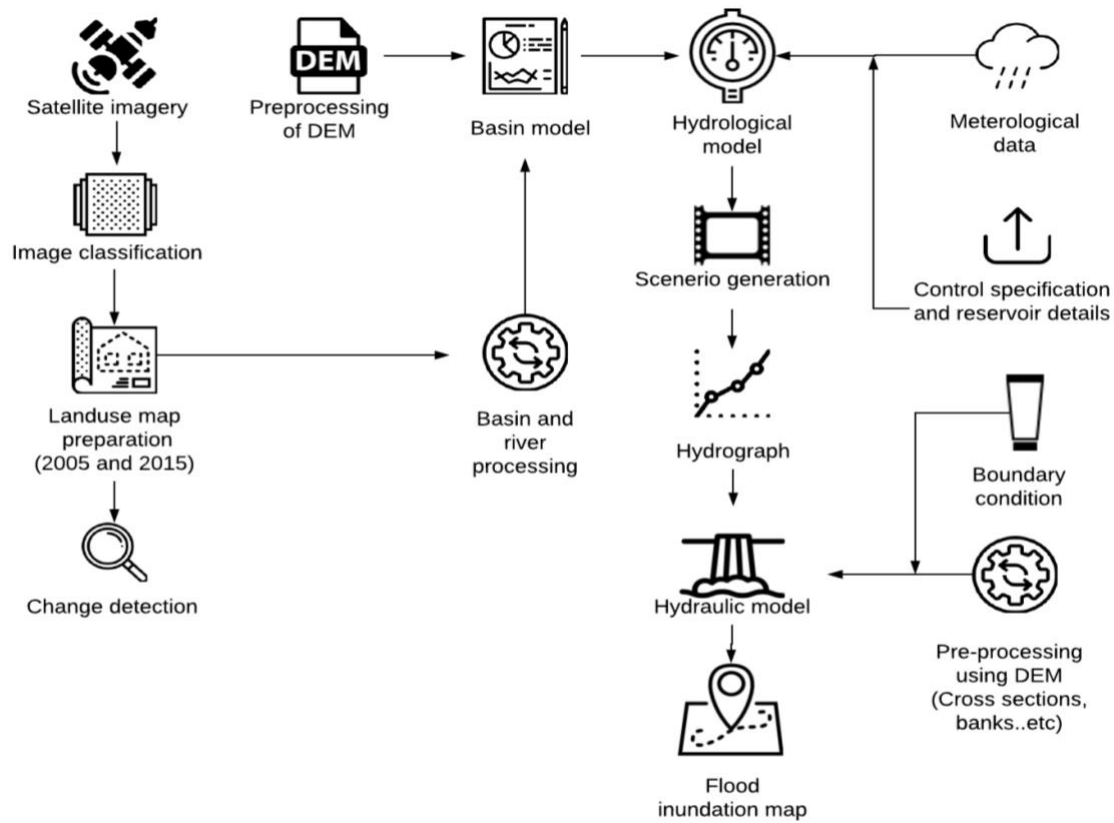 Satellite imagery
DEM
Preprocessing
of DEM
Basin model
Hydrological
model
Meterological
data
Image classification
Scenerio generation
Control specification
and reservoir details
Landuse map
preparation
(2005 and 2015)
Basin and
river
processing
Hydrograph
Boundary
condition
Change detection
Hydraulic model
Pre-processing
using DEM
(Cross sections,
banks..etc)
Flood
inundation map